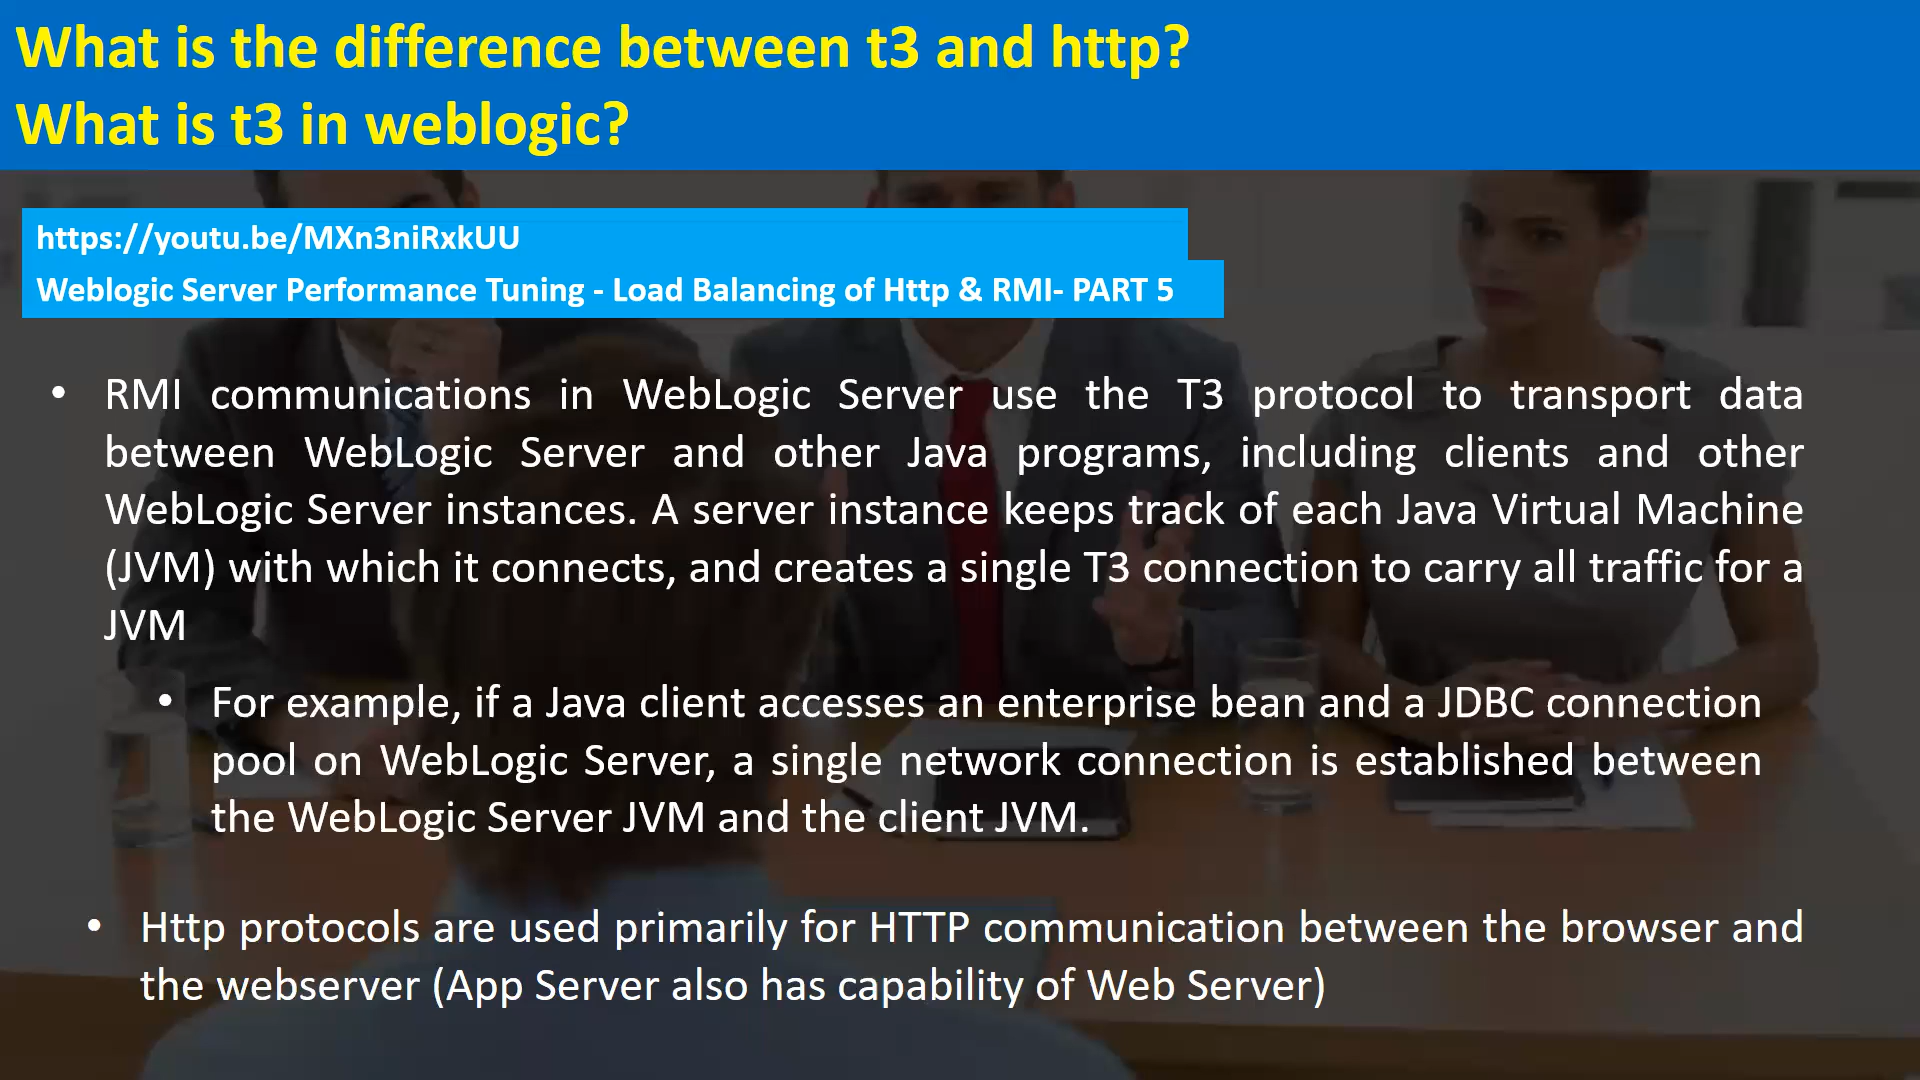 What is the difference between t3 and http?
What is t3 in weblogic?
https://youtu.be/MXn3niRxkUU
Weblogic Server Performance Tuning - Load Balancing of Http & RMI- PART 5
• RMI communications in WebLogic Server use the T3 protocol to transport data
between WebLogic Server and other Java programs, including clients and other
WebLogic Server instances. A server instance keeps track of each Java Virtual Machine
(JVM) with which it connects, and creates a single T3 connection to carry all traffic for a
JVM
• For example, if a Java client accesses an enterprise bean and a JDBC connection
pool on WebLogic Server, a single network connection is established between
the WebLogic Server JVM and the client JVM.
• Http protocols are used primarily for HTTP communication between the browser and
the webserver (App Server also has capability of Web Server)